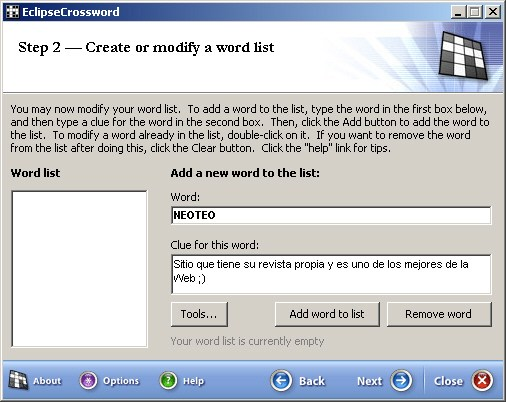 EclipseCrossword
Step 2 — Create or modify a word list
You may now modify your word list.  To add a word to the list, type the word in the first box below,
and then type a clue for the word in the second box.  Then, click the Add button to add the word to
the list.  To modify a word already in the list, double-click on it.  If you want to remove the word
from the list after doing this, click the Clear button.  Click the "help" link for tips.
Word list
Add a new word to the list:
Word:
NEOTEO
Clue for this word:
Sitio que tiene su revista propia y es uno de los mejores de la
Web ;)
Tools... Add word to list Remove word
Your word list is currently empty
About Options Help Back Next Close